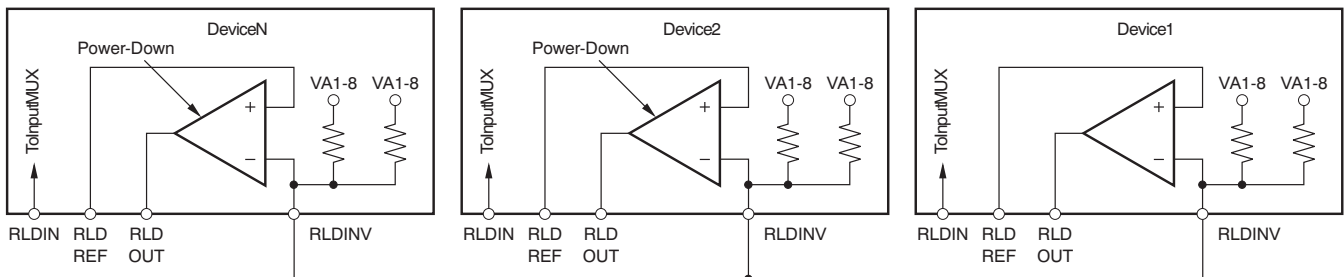 DeviceN
Power-Down
ToInputMUX
VA1-8 VA1-8
+
−
RLDIN RLD REF RLD OUT RLDINV
Device2
Power-Down
ToInputMUX
VA1-8 VA1-8
+
−
RLDIN RLD REF RLD OUT RLDINV
Device1
ToInputMUX
VA1-8 VA1-8
+
−
RLDIN RLD REF RLD OUT RLDINV